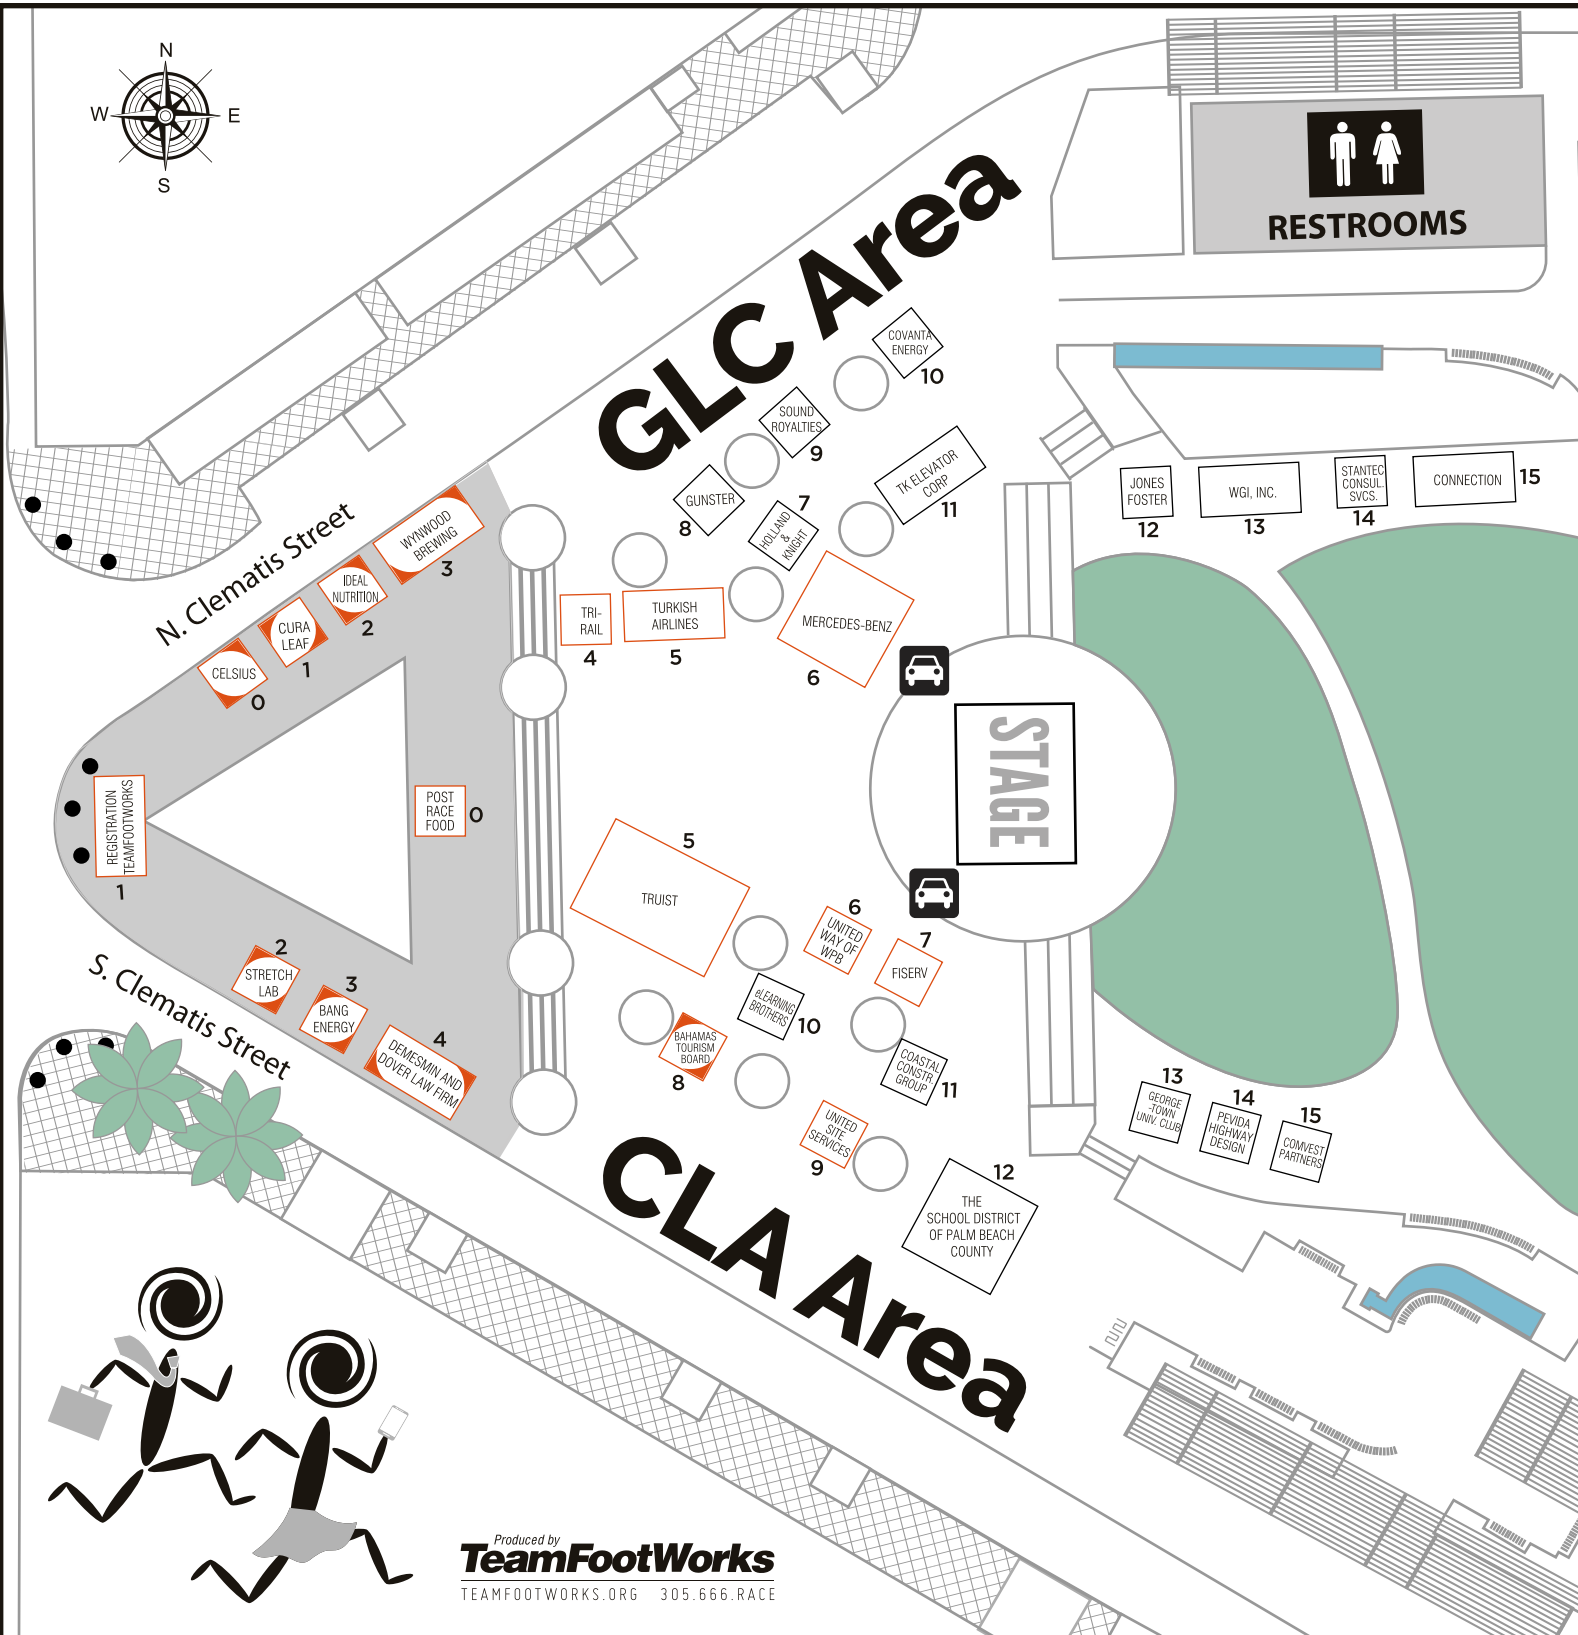 N
W
E
S
RESTROOMS
GLC Area
COVANTA
ENERGY
10
SOUND
ROYALTIES
9
GUNSTER
8
7
HOLLAND
&
KNIGHT
TK ELEVATOR
CORP
11
JONES
FOSTER
12
WGI, INC.
13
STANTEC
CONSUL.
SVCS.
14
CONNECTION
15
N. Clematis Street
WYNWOOD
BREWING
3
IDEAL
NUTRITION
2
CURA
LEAF
1
CELSIUS
0
TRI-
RAIL
4
TURKISH
AIRLINES
5
MERCEDES-BENZ
6
STAGE
REGISTRATION
TEAMFOOTWORKS
1
POST
RACE
FOOD
0
5
TRUIST
6
UNITED
WAY OF
WPB
7
FISERV
S. Clematis Street
2
STRETCH
LAB
3
BANG
ENERGY
4
DEMESMIN AND
DOVER LAW FIRM
eLEARNING
BROTHERS
10
BAHAMAS
TOURISM
BOARD
8
COASTAL
CONSTR.
GROUP
11
UNITED
SITE
SERVICES
9
12
THE
SCHOOL DISTRICT
OF PALM BEACH
COUNTY
13
GEORGE
-TOWN
UNIV. CLUB
14
PEVIDA
HIGHWAY
DESIGN
15
COMVEST
PARTNERS
CLA Area
Produced by
TeamFootWorks
TEAMFOOTWORKS.ORG 305.666.RACE